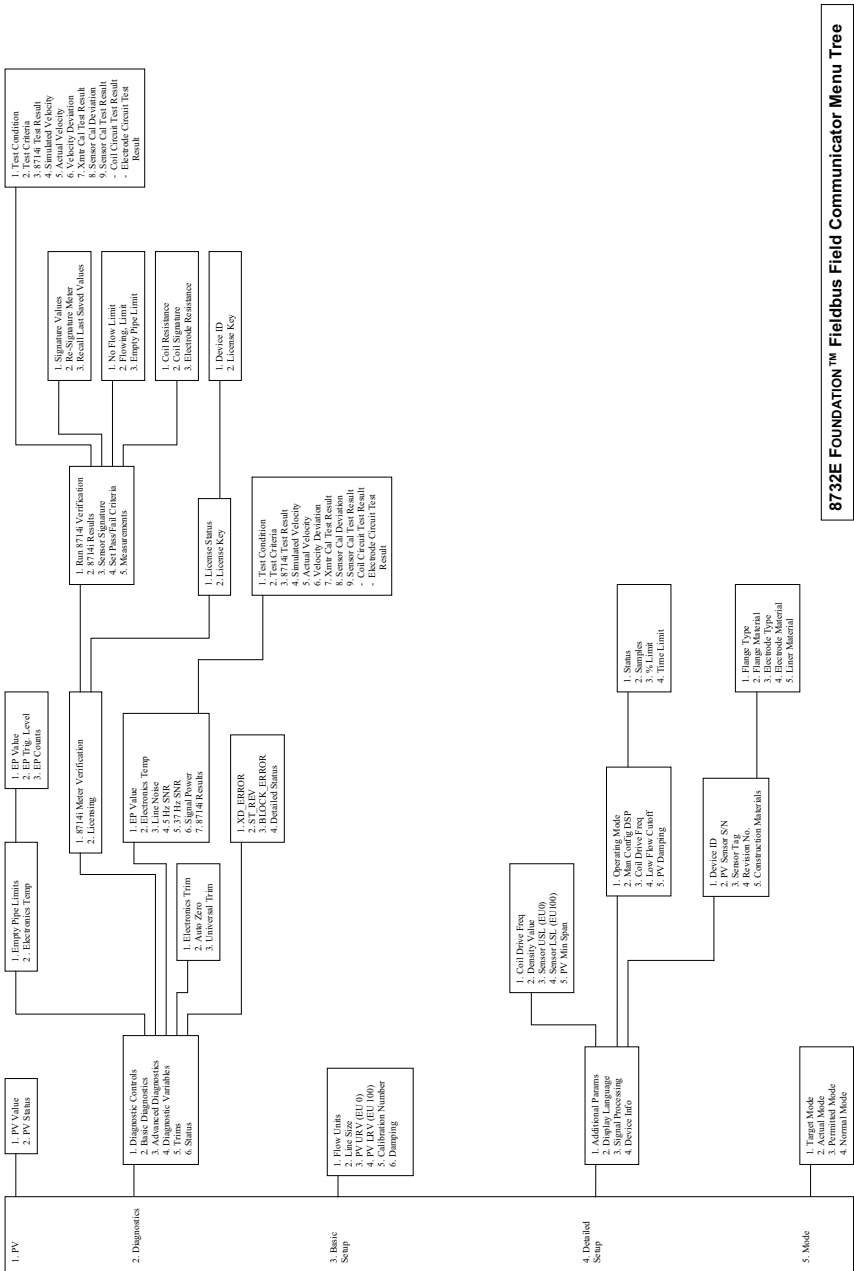 1. PV
2. Diagnostics
3. Basic
Setup
4. Detailed
Setup
5. Mode
1. PV Value
2. PV Status
1. Diagnostic Controls
2. Basic Diagnostics
3. Advanced Diagnostics
4. Diagnostic Variables
5. Trims
6. Status
1. Empty Pipe Limits
2 . Electronics Temp
1. EP Value
2. EP Trig. Level
3. EP Counts
1. 8714i Meter Verification
2. Licensing
1. Run 8714i Verification
2. 8714i Results
3. Sensor Signature
4. Set Pass/Fail Criteria
5. Measurements
1. Test Condition
2. Test Criteria
3. 8714i Test Result
4. Simulated Velocity
5. Actual Velocity
6. Velocity Deviation
7. Xmtr Cal Test Result
8. Sensor Cal Deviation
9. Sensor Cal Test Result
- Coil Circuit Test Result
- Electrode Circuit Test
Result
1. Signature Values
2. Re-Signature Meter
3. Recall Last Saved Values
1. No Flow Limit
2. Flowing, Limit
3. Empty Pipe Limit
1. Coil Resistance
2. Coil Signature
3. Electrode Resistance
1. License Status
2. License Key
1. Device ID
2. License Key
1. EP Value
2. Electronics Temp
3. Line Noise
4. 5 Hz SNR
5. 37 Hz SNR
6. Signal Power
7. 8714i Results
1. Test Condition
2. Test Criteria
3. 8714i Test Result
4. Simulated Velocity
5. Actual Velocity
6. Velocity Deviation
7. Xmtr Cal Test Result
8. Sensor Cal Deviation
9. Sensor Cal Test Result
- Coil Circuit Test Result
- Electrode Circuit Test
Result
1. Electronics Trim
2. Auto Zero
3. Universal Trim
1. XD_ERROR
2. ST_REV
3. BLOCK_ERROR
4. Detailed Status
1. Flow Units
2. Line Size
3. PV URV (EU 0)
4. PV LRV (EU 100)
5. Calibration Number
6. Damping
1. Additional Params
2. Display Language
3. Signal Processing
4. Device Info
1. Coil Drive Freq
2. Density Value
3. Sensor USL (EU0)
4. Sensor LSL (EU100)
5. PV Min Span
1. Operating Mode
2. Man Config DSP
3. Coil Drive Freq
4. Low Flow Cutoff
5. PV Damping
1. Status
2. Samples
3. % Limit
4. Time Limit
1. Device ID
2. PV Sensor S/N
3. Sensor Tag
4 Revision No.
5. Construction Materials
1. Flange Type
2. Flange Material
3. Electrode Type
4. Electrode Material
5. Liner Material
1. Target Mode
2. Actual Mode
3. Permitted Mode
4. Normal Mode
8732E FOUNDATION™ Fieldbus Field Communicator Menu Tree